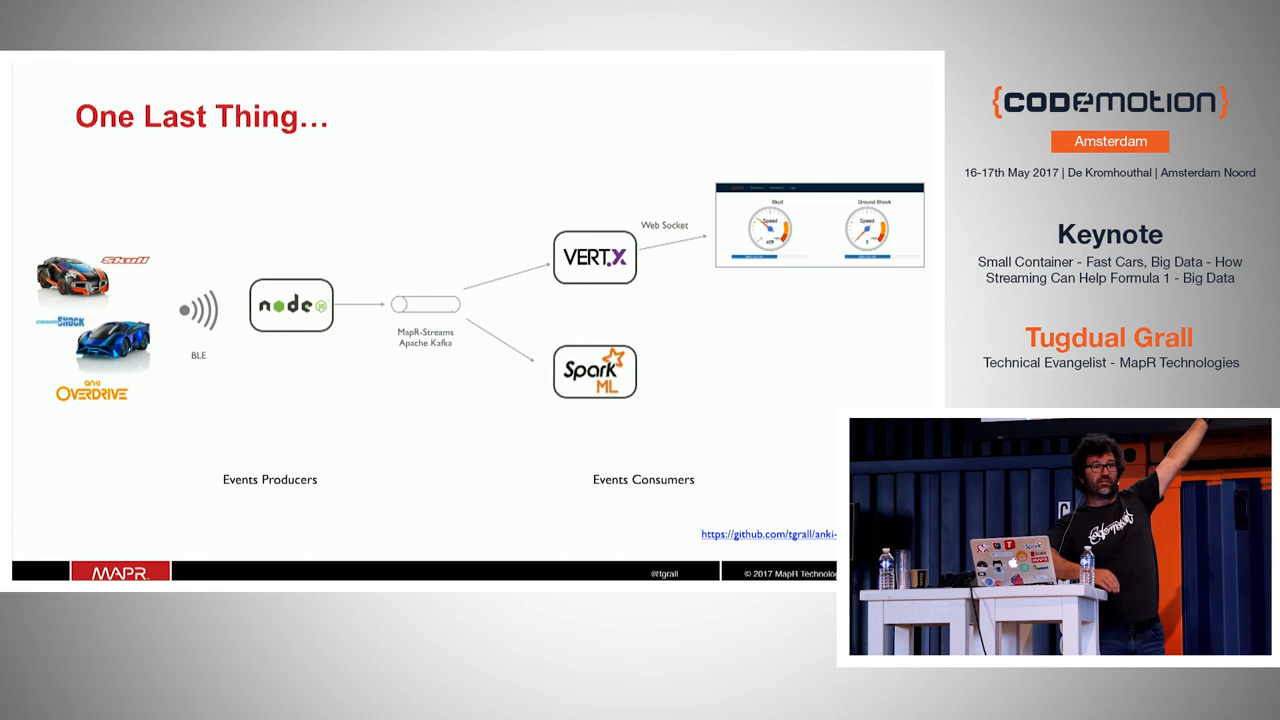 One Last Thing...
Skull
SHOCK
anki
OVERDRIVE
BLE
node
JS
MapR-Streams
Apache Kafka
VERT.X
Spark
ML
Web Socket
Skull
Speed
Ground Shock
Speed
0
Events Producers
Events Consumers
https://github.com/tgrall/anki-
MAPR
@tgrall
© 2017 MapR Technolo
{CODEMOTION}
Amsterdam
16-17th May 2017 | De Kromhouthal | Amsterdam Noord
Keynote
Small Container - Fast Cars, Big Data - How
Streaming Can Help Formula 1 - Big Data
Tugdual Grall
Technical Evangelist - MapR Technologies